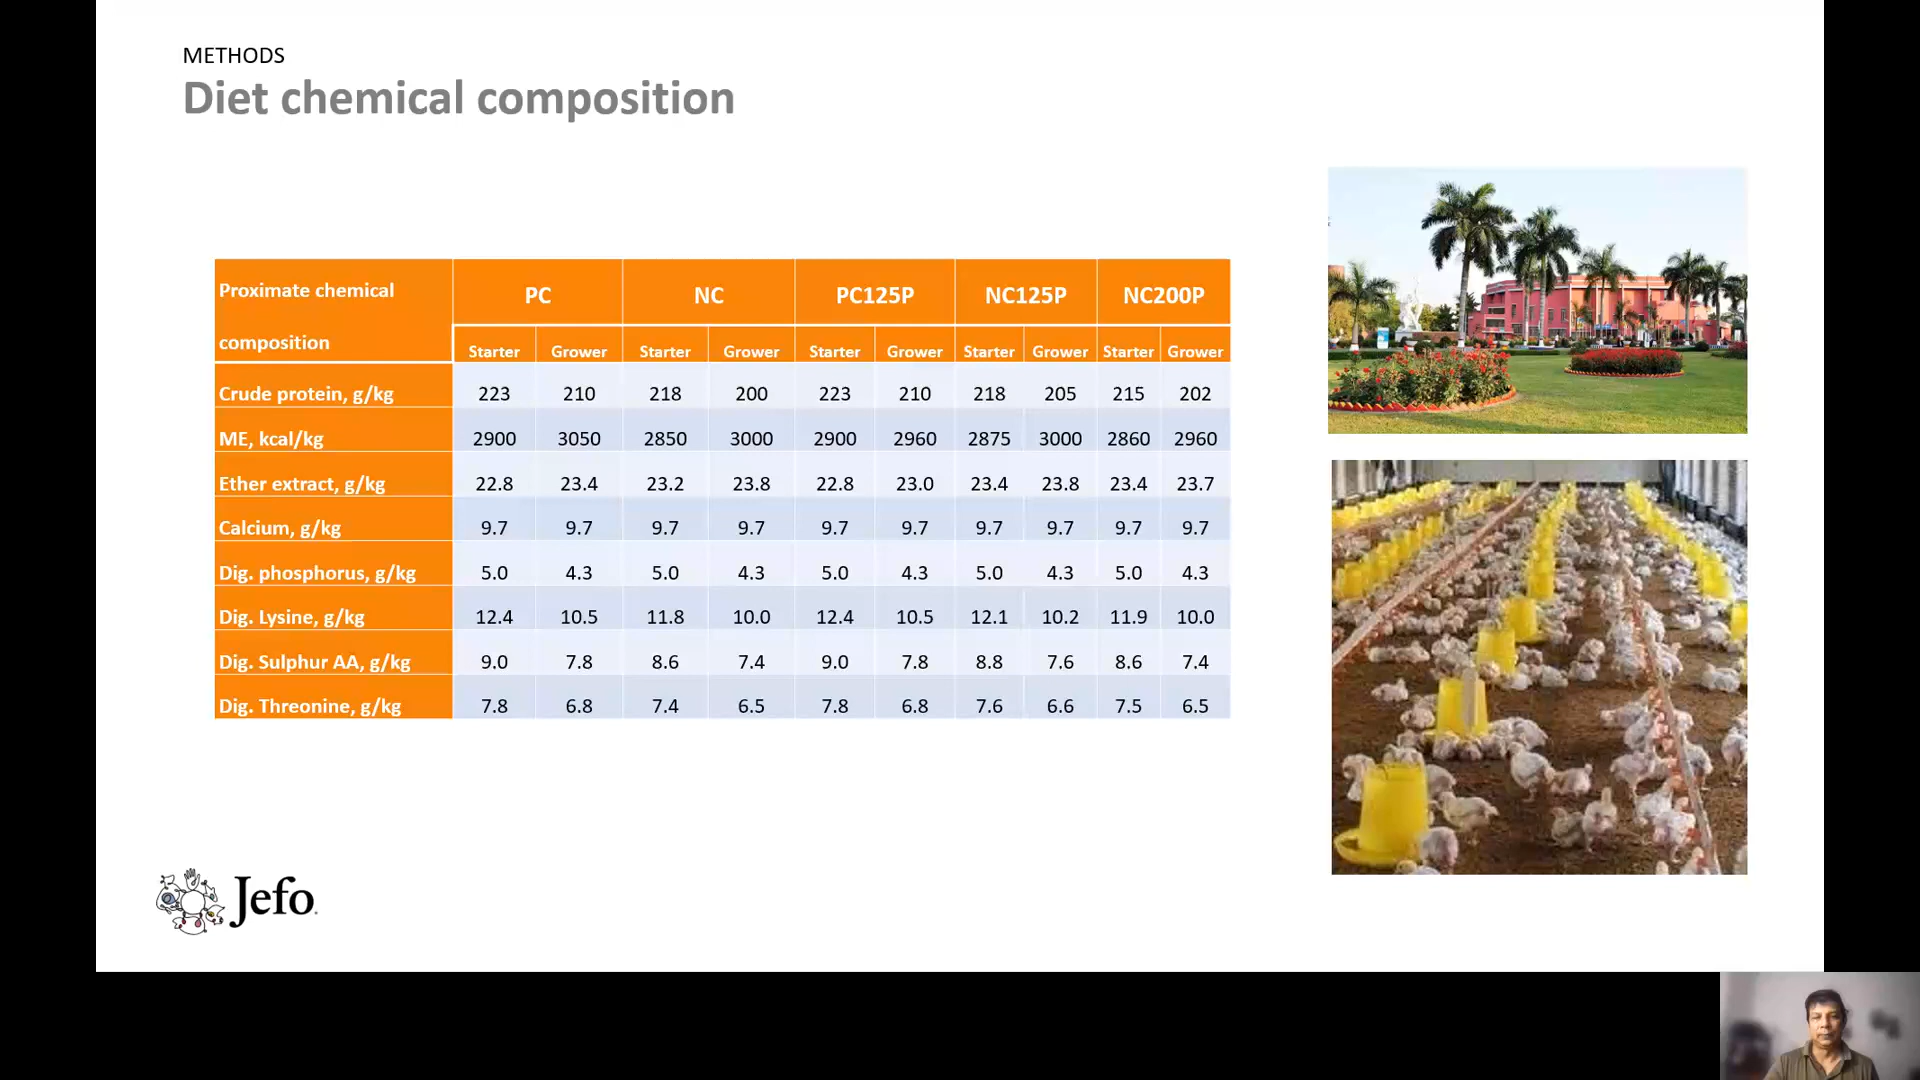 METHODS
Diet chemical composition
Proximate chemical composition PC NC PC125P NC125P NC200P
Starter Grower Starter Grower Starter Grower Starter Grower Starter Grower
Crude protein, g/kg 223 210 218 200 223 210 218 205 215 202
ME, kcal/kg 2900 3050 2850 3000 2900 2960 2875 3000 2860 2960
Ether extract, g/kg 22.8 23.4 23.2 23.8 22.8 23.0 23.4 23.8 23.4 23.7
Calcium, g/kg 9.7 9.7 9.7 9.7 9.7 9.7 9.7 9.7 9.7 9.7
Dig. phosphorus, g/kg 5.0 4.3 5.0 4.3 5.0 4.3 5.0 4.3 5.0 4.3
Dig. Lysine, g/kg 12.4 10.5 11.8 10.0 12.4 10.5 12.1 10.2 11.9 10.0
Dig. Sulphur AA, g/kg 9.0 7.8 8.6 7.4 9.0 7.8 8.8 7.6 8.6 7.4
Dig. Threonine, g/kg 7.8 6.8 7.4 6.5 7.8 6.8 7.6 6.6 7.5 6.5
Jefo